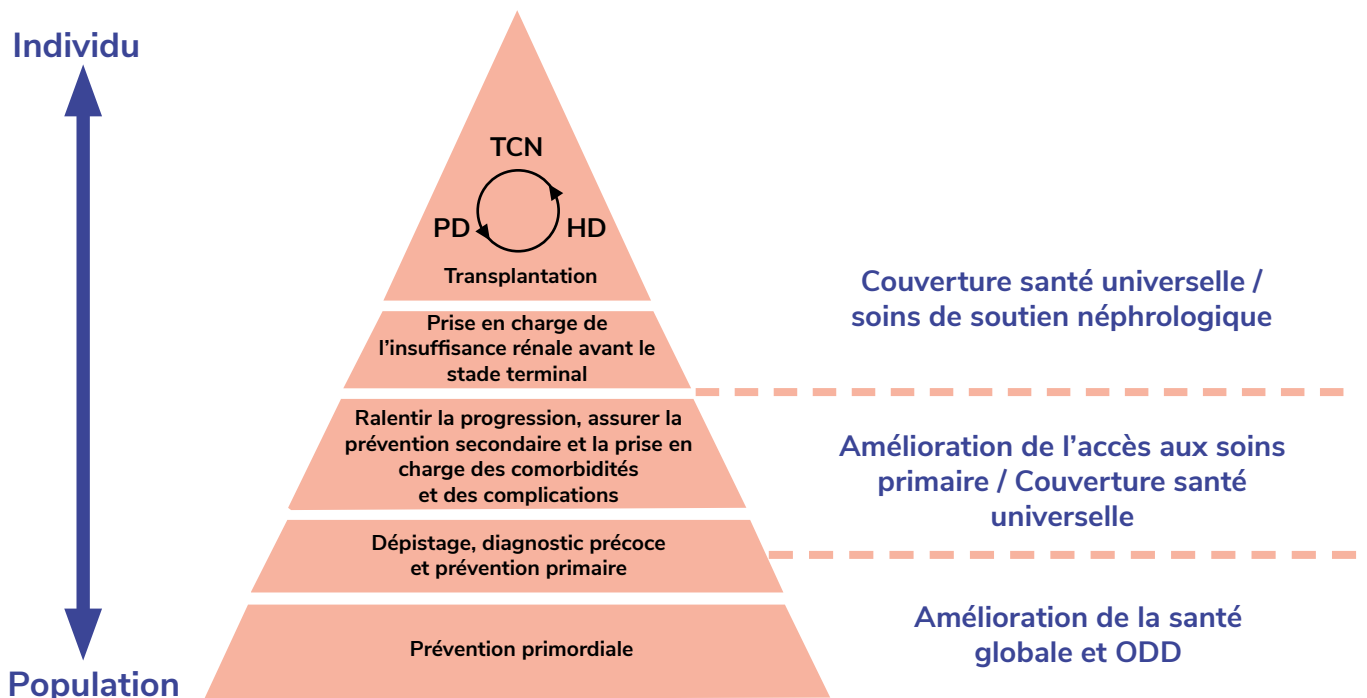 Individu
Population
TCN
PD
HD
Transplantation
Prise en charge de
l'insuffisance rénale avant le
stade terminal
Ralentir la progression, assurer la
prévention secondaire et la prise en
charge des comorbidités
et des complications
Dépistage, diagnostic précoce
et prévention primaire
Prévention primordiale
Couverture santé universelle /
soins de soutien néphrologique
Amélioration de l'accès aux soins
primaire / Couverture santé
universelle
Amélioration de la santé
globale et ODD